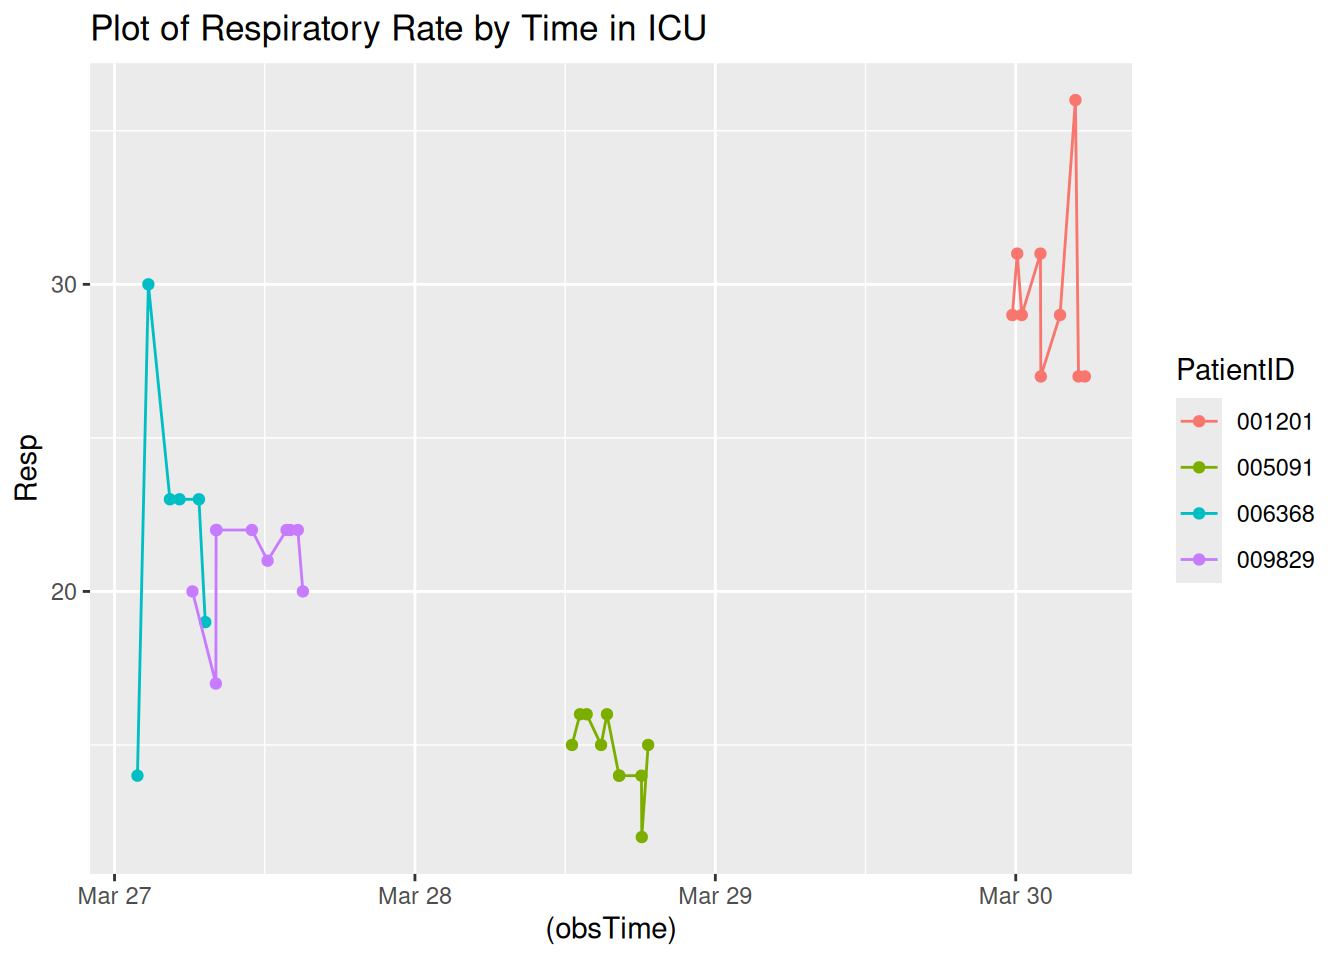 Plot of Respiratory Rate by Time in ICU
Resp
30
20
Mar 27
Mar 28
Mar 29
Mar 30
(obsTime)
PatientID
001201
005091
006368
009829